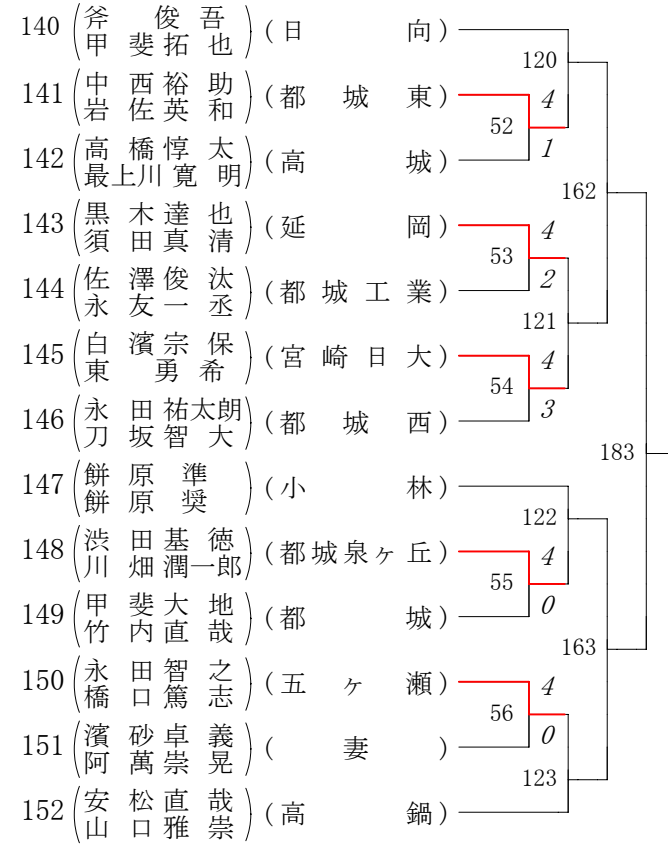 140 斧 俊吾 (日向)
甲斐拓也
120
141 中西裕助 (都城東) 4
岩佐英和
52
1
142 高橋惇太 (高城)
最上川寛明
162
143 黒木達也 (延岡) 4
須田真清
53
2
144 佐澤俊汰 (都城工業)
永友一丞
121
145 白濱宗保 (宮崎日大) 4
東 勇希
54
3
146 永田祐太朗 (都城西)
刀坂智大
183
147 餅原準 (小林)
餅原奨
122
148 渋田基徳 (都城泉ヶ丘) 4
川畑潤一郎
55
0
149 甲斐大地 (都城)
竹内直哉
163
150 永田智之 (五ヶ瀬) 4
橋口篤志
56
0
151 濱砂卓義 (妻)
阿萬崇晃
123
152 安松直哉 (高鍋)
山口雅崇